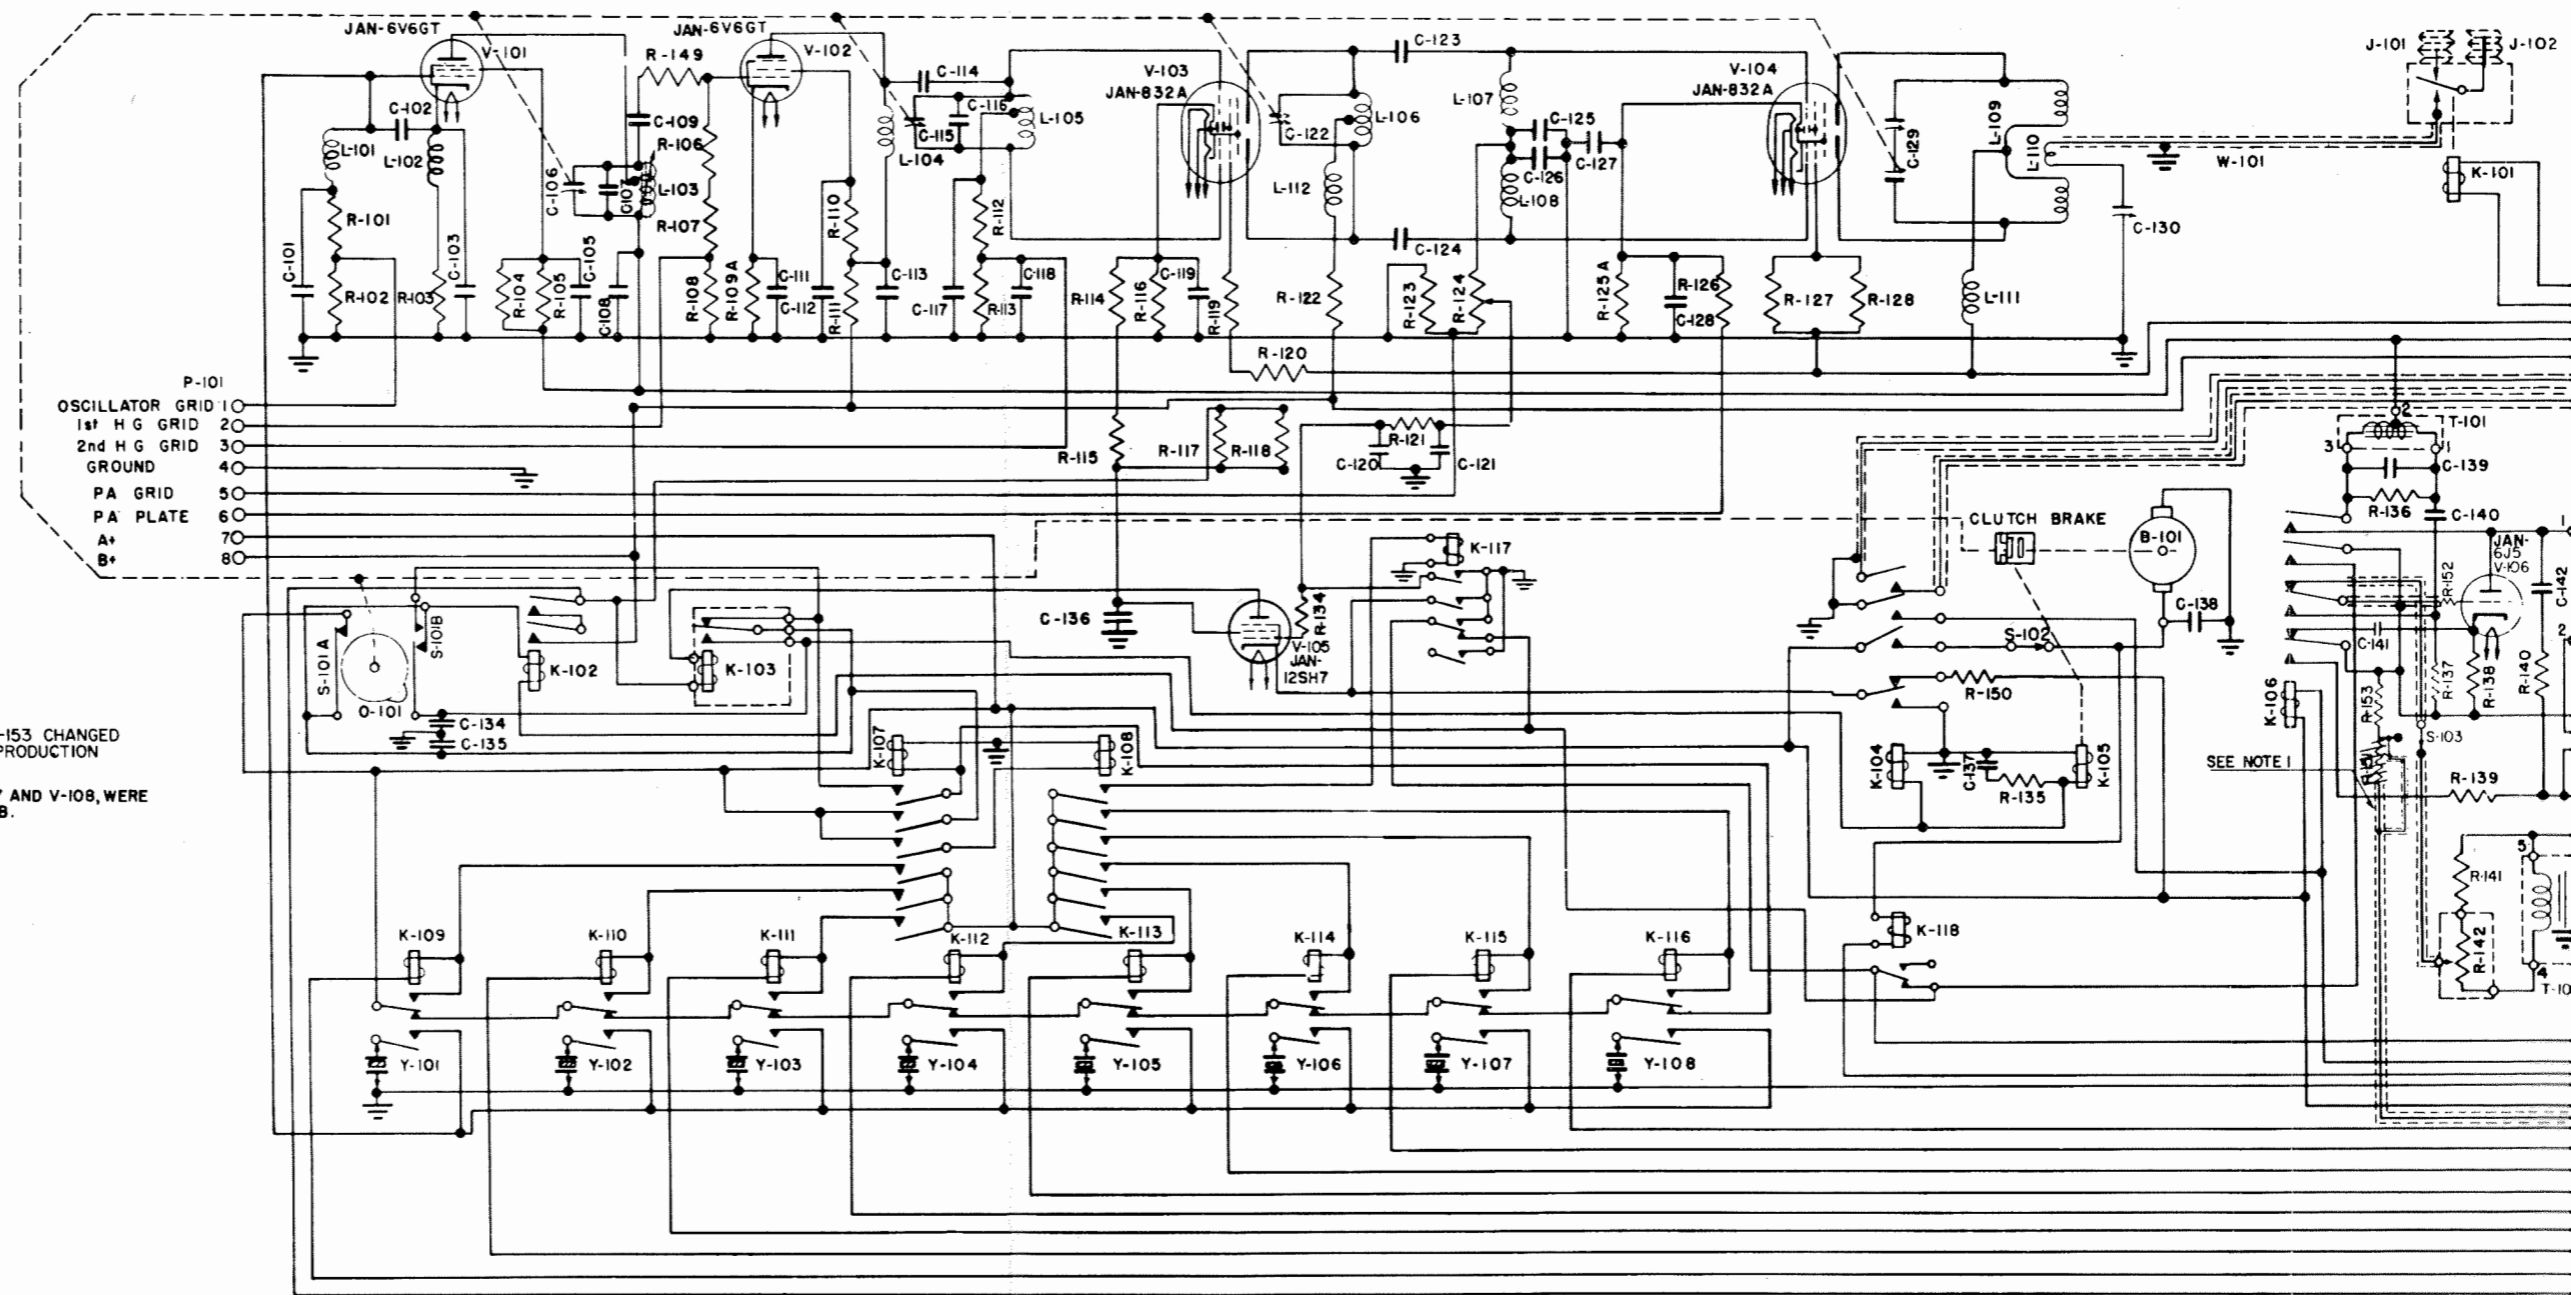 JAN-6V6GT
V-101
R-149
JAN-6V6GT
V-102
C-114
C-116
C-115
L-105
L-104
V-103
JAN-832A
C-122
L-106
C-123
L-107
C-125
C-126
C-127
L-108
L-112
C-124
V-104
JAN-832A
C-129
L-109
L-110
W-101
C-130
L-111
J-101
J-102
K-101
C-102
L-101
L-102
C-109
R-106
C-106
C-107
L-103
R-107
R-101
C-101
R-102
R-103
C-103
R-104
R-105
C-105
C-108
R-108
R-109A
C-111
C-112
R-110
R-111
C-113
C-117
R-112
R-113
C-118
R-114
R-116
C-119
R-119
R-122
R-123
R-124
R-125A
R-126
C-128
R-127
R-128
R-120
P-101
OSCILLATOR GRID 1
1st H G GRID 2
2nd H G GRID 3
GROUND 4
PA GRID 5
PA PLATE 6
A+ 7
B+ 8
R-115
R-117
R-118
R-121
C-120
C-121
2
T-101
3
1
C-139
R-136
C-140
CLUTCH BRAKE
B-101
C-138
JAN-
6J5
V-106
1
C-142
2
R-152
C-141
R-137
R-138
R-140
R-153
S-103
K-106
K-117
C-136
R-134
V-105
JAN-
12SH7
S-102
R-150
S-101A
S-101B
O-101
K-102
K-103
C-134
C-135
K-107
K-108
K-104
C-137
R-135
K-105
SEE NOTE 1
R-139
-153 CHANGED
PRODUCTION
7 AND V-108, WERE
B.
5
R-141
R-142
4
T-10
K-109
K-110
K-111
K-112
K-113
K-114
K-115
K-116
K-118
Y-101
Y-102
Y-103
Y-104
Y-105
Y-106
Y-107
Y-108